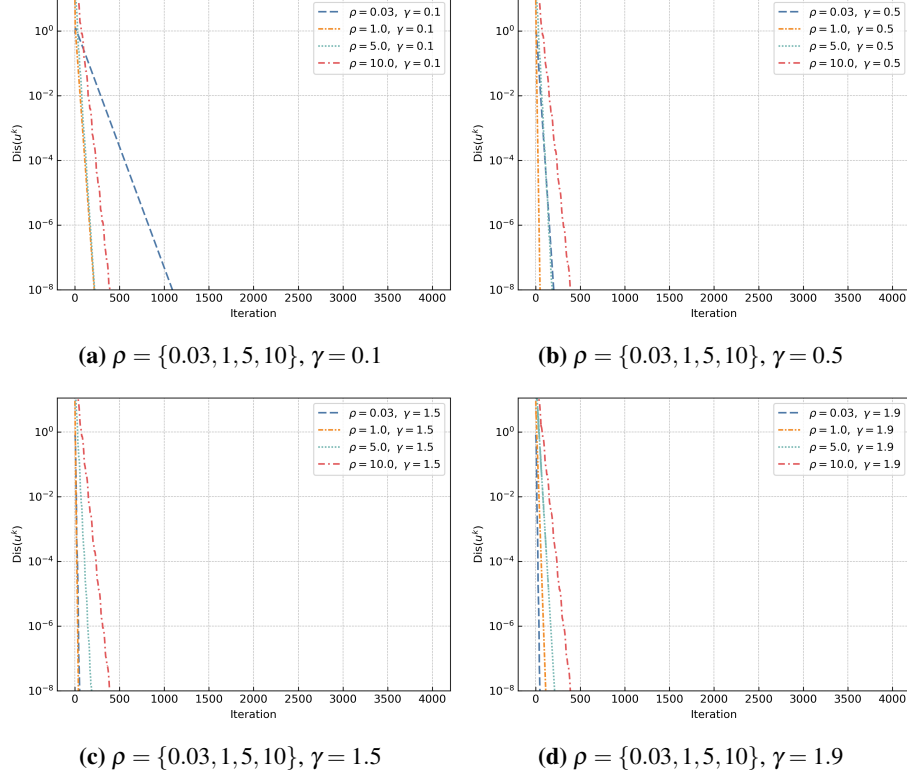 ρ = 0.03, γ = 0.1
ρ = 1.0, γ = 0.1
ρ = 5.0, γ = 0.1
ρ = 10.0, γ = 0.1
10⁰
10⁻²
10⁻⁴
10⁻⁶
10⁻⁸
Dis(uᵏ)
0 500 1000 1500 2000 2500 3000 3500 4000
Iteration
(a) ρ = {0.03, 1, 5, 10}, γ = 0.1
ρ = 0.03, γ = 0.5
ρ = 1.0, γ = 0.5
ρ = 5.0, γ = 0.5
ρ = 10.0, γ = 0.5
10⁰
10⁻²
10⁻⁴
10⁻⁶
10⁻⁸
Dis(uᵏ)
0 500 1000 1500 2000 2500 3000 3500 4000
Iteration
(b) ρ = {0.03, 1, 5, 10}, γ = 0.5
ρ = 0.03, γ = 1.5
ρ = 1.0, γ = 1.5
ρ = 5.0, γ = 1.5
ρ = 10.0, γ = 1.5
10⁰
10⁻²
10⁻⁴
10⁻⁶
10⁻⁸
Dis(uᵏ)
0 500 1000 1500 2000 2500 3000 3500 4000
Iteration
(c) ρ = {0.03, 1, 5, 10}, γ = 1.5
ρ = 0.03, γ = 1.9
ρ = 1.0, γ = 1.9
ρ = 5.0, γ = 1.9
ρ = 10.0, γ = 1.9
10⁰
10⁻²
10⁻⁴
10⁻⁶
10⁻⁸
Dis(uᵏ)
0 500 1000 1500 2000 2500 3000 3500 4000
Iteration
(d) ρ = {0.03, 1, 5, 10}, γ = 1.9